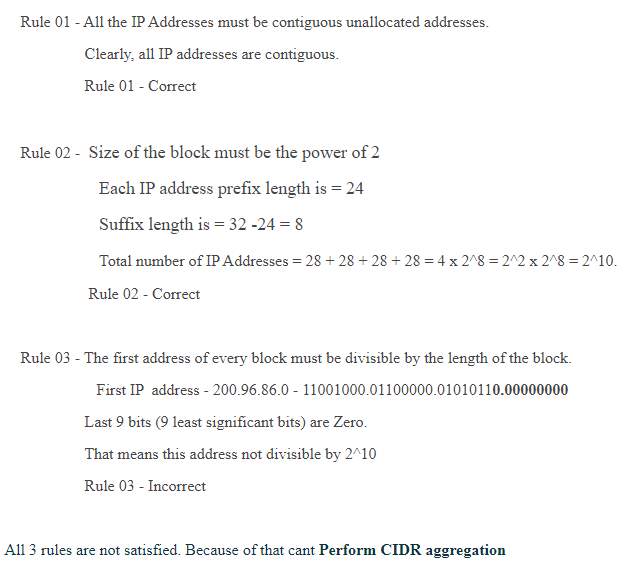 Rule 01 - All the IP Addresses must be contiguous unallocated addresses.
Clearly, all IP addresses are contiguous.
Rule 01 - Correct
Rule 02 - Size of the block must be the power of 2
Each IP address prefix length is = 24
Suffix length is = 32 -24 = 8
Total number of IP Addresses = 28 + 28 + 28 + 28 = 4 x 2^8 = 2^2 x 2^8 = 2^10.
Rule 02 - Correct
Rule 03 - The first address of every block must be divisible by the length of the block.
First IP address - 200.96.86.0 - 11001000.01100000.01010110.00000000
Last 9 bits (9 least significant bits) are Zero.
That means this address not divisible by 2^10
Rule 03 - Incorrect
All 3 rules are not satisfied. Because of that cant Perform CIDR aggregation